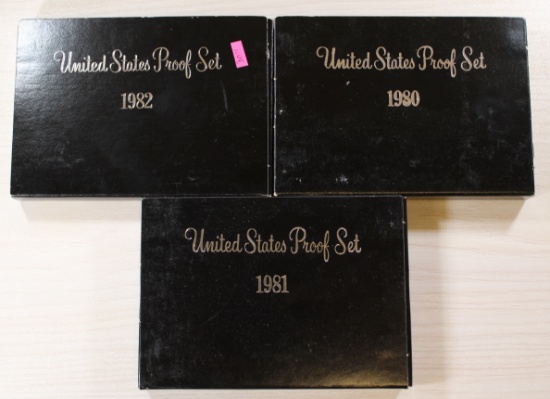 United States Proof Set
1982
United States Proof Set
1980
United States Proof Set
1981